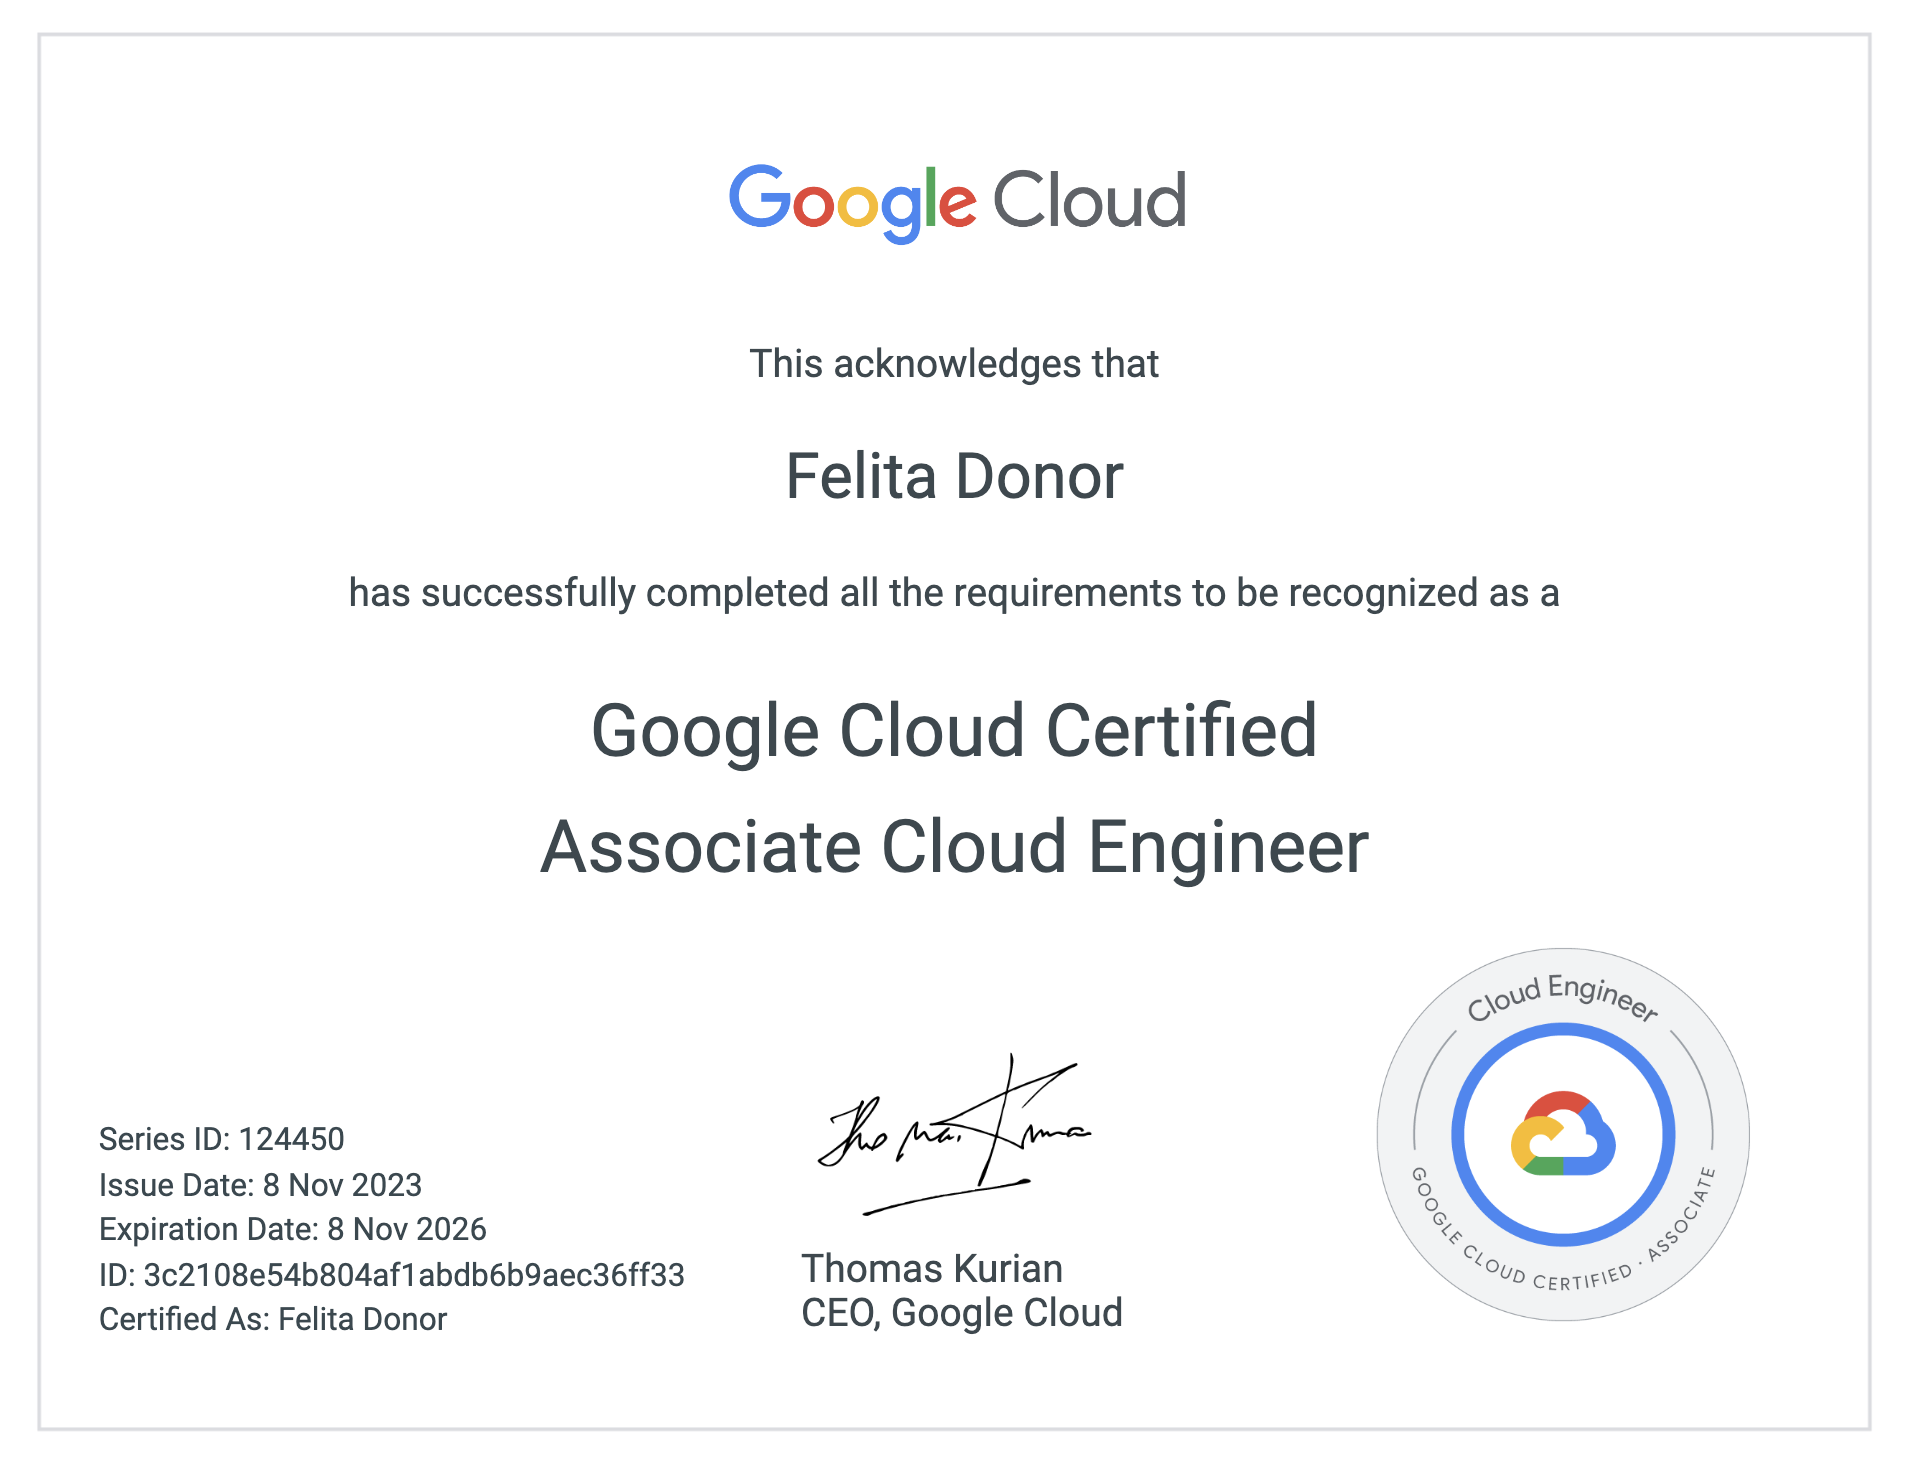 Google Cloud
This acknowledges that
Felita Donor
has successfully completed all the requirements to be recognized as a
Google Cloud Certified
Associate Cloud Engineer
Series ID: 124450
Issue Date: 8 Nov 2023
Expiration Date: 8 Nov 2026
ID: 3c2108e54b804af1abdb6b9aec36ff33
Certified As: Felita Donor
Thomas Kurian
CEO, Google Cloud
Cloud Engineer
GOOGLE CLOUD CERTIFIED · ASSOCIATE